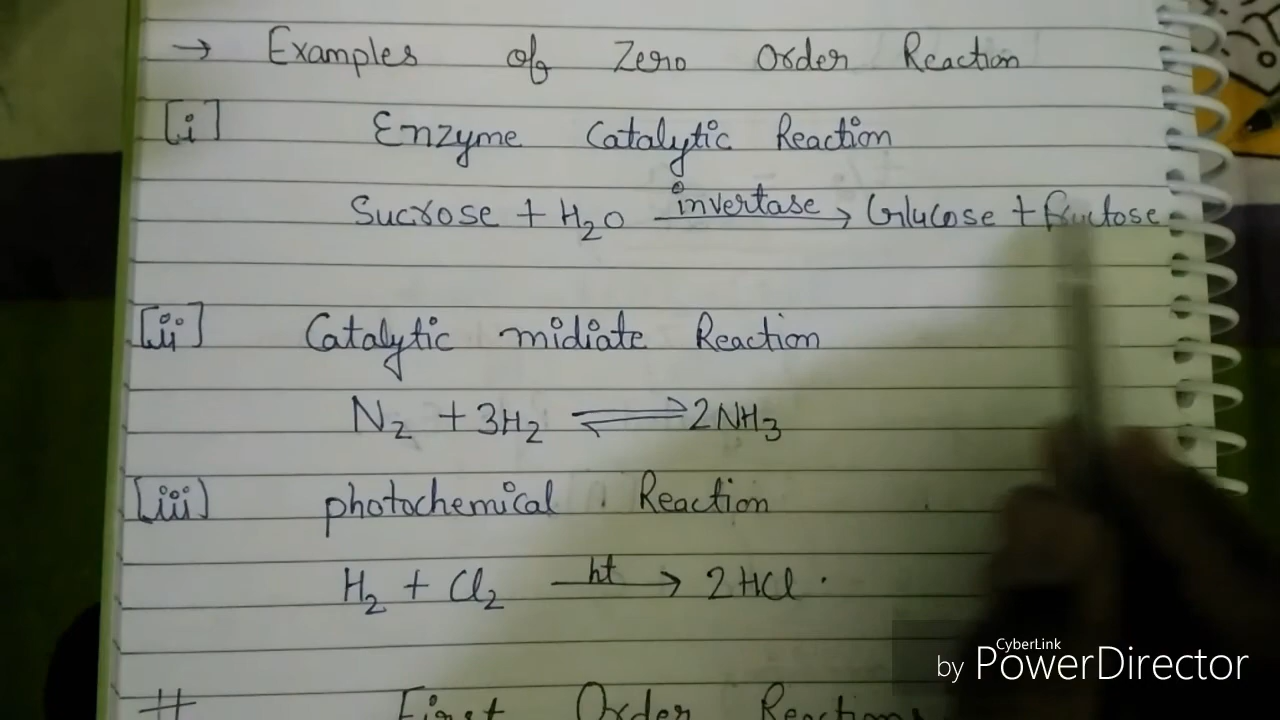 → Examples of Zero Order Reaction
[i] Enzyme Catalytic Reaction
Sucrose + H₂O invertase → Glucose + fructose
[ii] Catalytic midiate Reaction
N₂ + 3H₂ ⇌ 2NH₃
[iii] photochemical Reaction
H₂ + Cl₂ ht → 2HCl .
# First Order Reaction
CyberLink
by PowerDirector